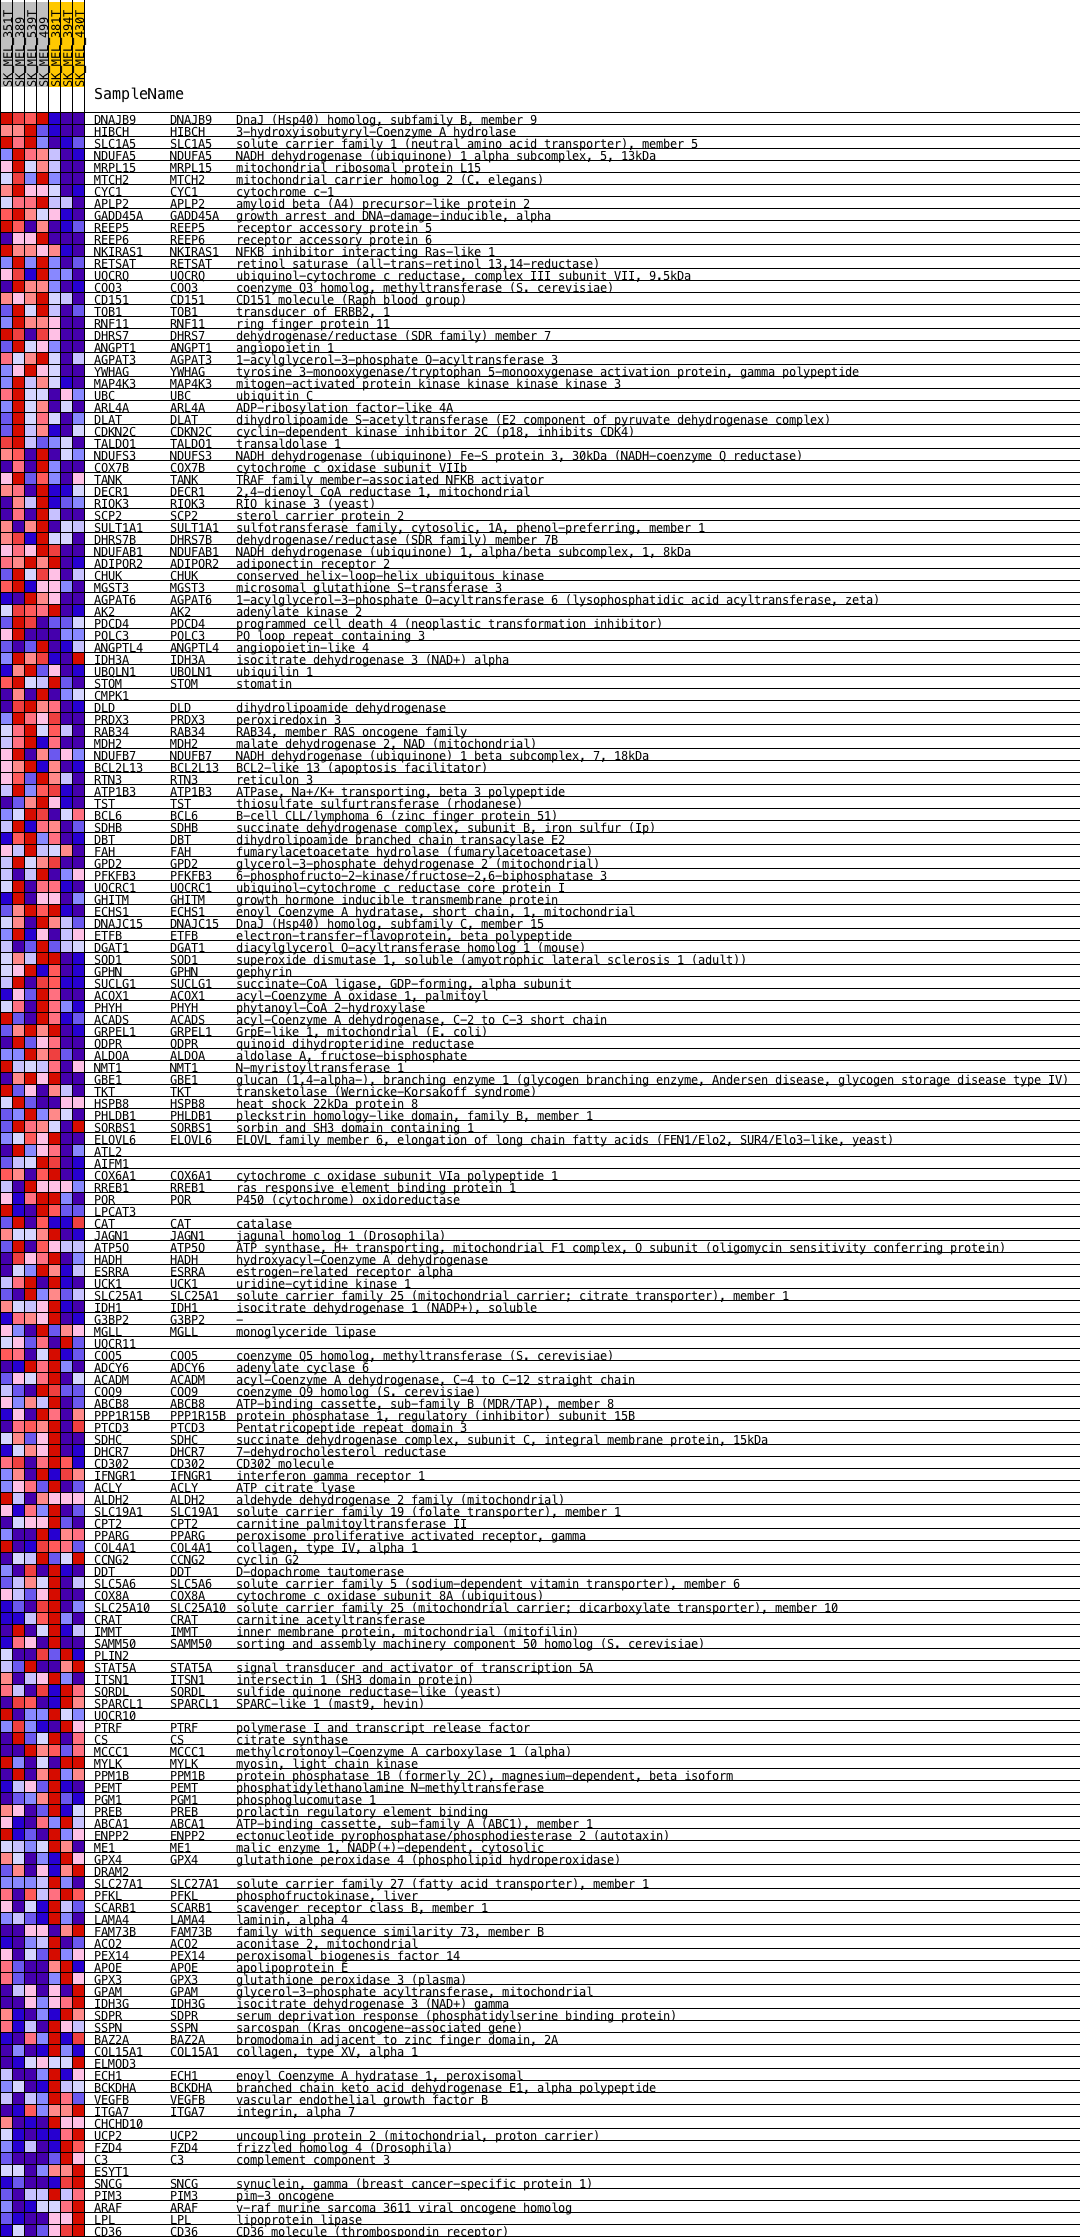 SK_MEL_351T
SK_MEL_389
SK_MEL_539T
SK_MEL_499
SK_MEL_381T
SK_MEL_394T
SK_MEL_430T
SampleName
DNAJB9 DNAJB9 DnaJ (Hsp40) homolog, subfamily B, member 9
HIBCH HIBCH 3-hydroxyisobutyryl-Coenzyme A hydrolase
SLC1A5 SLC1A5 solute carrier family 1 (neutral amino acid transporter), member 5
NDUFA5 NDUFA5 NADH dehydrogenase (ubiquinone) 1 alpha subcomplex, 5, 13kDa
MRPL15 MRPL15 mitochondrial ribosomal protein L15
MTCH2 MTCH2 mitochondrial carrier homolog 2 (C. elegans)
CYC1 CYC1 cytochrome c-1
APLP2 APLP2 amyloid beta (A4) precursor-like protein 2
GADD45A GADD45A growth arrest and DNA-damage-inducible, alpha
REEP5 REEP5 receptor accessory protein 5
REEP6 REEP6 receptor accessory protein 6
NKIRAS1 NKIRAS1 NFKB inhibitor interacting Ras-like 1
RETSAT RETSAT retinol saturase (all-trans-retinol 13,14-reductase)
UQCRQ UQCRQ ubiquinol-cytochrome c reductase, complex III subunit VII, 9.5kDa
COQ3 COQ3 coenzyme Q3 homolog, methyltransferase (S. cerevisiae)
CD151 CD151 CD151 molecule (Raph blood group)
TOB1 TOB1 transducer of ERBB2, 1
RNF11 RNF11 ring finger protein 11
DHRS7 DHRS7 dehydrogenase/reductase (SDR family) member 7
ANGPT1 ANGPT1 angiopoietin 1
AGPAT3 AGPAT3 1-acylglycerol-3-phosphate O-acyltransferase 3
YWHAG YWHAG tyrosine 3-monooxygenase/tryptophan 5-monooxygenase activation protein, gamma polypeptide
MAP4K3 MAP4K3 mitogen-activated protein kinase kinase kinase kinase 3
UBC UBC ubiquitin C
ARL4A ARL4A ADP-ribosylation factor-like 4A
DLAT DLAT dihydrolipoamide S-acetyltransferase (E2 component of pyruvate dehydrogenase complex)
CDKN2C CDKN2C cyclin-dependent kinase inhibitor 2C (p18, inhibits CDK4)
TALDO1 TALDO1 transaldolase 1
NDUFS3 NDUFS3 NADH dehydrogenase (ubiquinone) Fe-S protein 3, 30kDa (NADH-coenzyme Q reductase)
COX7B COX7B cytochrome c oxidase subunit VIIb
TANK TANK TRAF family member-associated NFKB activator
DECR1 DECR1 2,4-dienoyl CoA reductase 1, mitochondrial
RIOK3 RIOK3 RIO kinase 3 (yeast)
SCP2 SCP2 sterol carrier protein 2
SULT1A1 SULT1A1 sulfotransferase family, cytosolic, 1A, phenol-preferring, member 1
DHRS7B DHRS7B dehydrogenase/reductase (SDR family) member 7B
NDUFAB1 NDUFAB1 NADH dehydrogenase (ubiquinone) 1, alpha/beta subcomplex, 1, 8kDa
ADIPOR2 ADIPOR2 adiponectin receptor 2
CHUK CHUK conserved helix-loop-helix ubiquitous kinase
MGST3 MGST3 microsomal glutathione S-transferase 3
AGPAT6 AGPAT6 1-acylglycerol-3-phosphate O-acyltransferase 6 (lysophosphatidic acid acyltransferase, zeta)
AK2 AK2 adenylate kinase 2
PDCD4 PDCD4 programmed cell death 4 (neoplastic transformation inhibitor)
PQLC3 PQLC3 PQ loop repeat containing 3
ANGPTL4 ANGPTL4 angiopoietin-like 4
IDH3A IDH3A isocitrate dehydrogenase 3 (NAD+) alpha
UBQLN1 UBQLN1 ubiquilin 1
STOM STOM stomatin
CMPK1
DLD DLD dihydrolipoamide dehydrogenase
PRDX3 PRDX3 peroxiredoxin 3
RAB34 RAB34 RAB34, member RAS oncogene family
MDH2 MDH2 malate dehydrogenase 2, NAD (mitochondrial)
NDUFB7 NDUFB7 NADH dehydrogenase (ubiquinone) 1 beta subcomplex, 7, 18kDa
BCL2L13 BCL2L13 BCL2-like 13 (apoptosis facilitator)
RTN3 RTN3 reticulon 3
ATP1B3 ATP1B3 ATPase, Na+/K+ transporting, beta 3 polypeptide
TST TST thiosulfate sulfurtransferase (rhodanese)
BCL6 BCL6 B-cell CLL/lymphoma 6 (zinc finger protein 51)
SDHB SDHB succinate dehydrogenase complex, subunit B, iron sulfur (Ip)
DBT DBT dihydrolipoamide branched chain transacylase E2
FAH FAH fumarylacetoacetate hydrolase (fumarylacetoacetase)
GPD2 GPD2 glycerol-3-phosphate dehydrogenase 2 (mitochondrial)
PFKFB3 PFKFB3 6-phosphofructo-2-kinase/fructose-2,6-biphosphatase 3
UQCRC1 UQCRC1 ubiquinol-cytochrome c reductase core protein I
GHITM GHITM growth hormone inducible transmembrane protein
ECHS1 ECHS1 enoyl Coenzyme A hydratase, short chain, 1, mitochondrial
DNAJC15 DNAJC15 DnaJ (Hsp40) homolog, subfamily C, member 15
ETFB ETFB electron-transfer-flavoprotein, beta polypeptide
DGAT1 DGAT1 diacylglycerol O-acyltransferase homolog 1 (mouse)
SOD1 SOD1 superoxide dismutase 1, soluble (amyotrophic lateral sclerosis 1 (adult))
GPHN GPHN gephyrin
SUCLG1 SUCLG1 succinate-CoA ligase, GDP-forming, alpha subunit
ACOX1 ACOX1 acyl-Coenzyme A oxidase 1, palmitoyl
PHYH PHYH phytanoyl-CoA 2-hydroxylase
ACADS ACADS acyl-Coenzyme A dehydrogenase, C-2 to C-3 short chain
GRPEL1 GRPEL1 GrpE-like 1, mitochondrial (E. coli)
QDPR QDPR quinoid dihydropteridine reductase
ALDOA ALDOA aldolase A, fructose-bisphosphate
NMT1 NMT1 N-myristoyltransferase 1
GBE1 GBE1 glucan (1,4-alpha-), branching enzyme 1 (glycogen branching enzyme, Andersen disease, glycogen storage disease type IV)
TKT TKT transketolase (Wernicke-Korsakoff syndrome)
HSPB8 HSPB8 heat shock 22kDa protein 8
PHLDB1 PHLDB1 pleckstrin homology-like domain, family B, member 1
SORBS1 SORBS1 sorbin and SH3 domain containing 1
ELOVL6 ELOVL6 ELOVL family member 6, elongation of long chain fatty acids (FEN1/Elo2, SUR4/Elo3-like, yeast)
ATL2
AIFM1
COX6A1 COX6A1 cytochrome c oxidase subunit VIa polypeptide 1
RREB1 RREB1 ras responsive element binding protein 1
POR POR P450 (cytochrome) oxidoreductase
LPCAT3
CAT CAT catalase
JAGN1 JAGN1 jagunal homolog 1 (Drosophila)
ATP5O ATP5O ATP synthase, H+ transporting, mitochondrial F1 complex, O subunit (oligomycin sensitivity conferring protein)
HADH HADH hydroxyacyl-Coenzyme A dehydrogenase
ESRRA ESRRA estrogen-related receptor alpha
UCK1 UCK1 uridine-cytidine kinase 1
SLC25A1 SLC25A1 solute carrier family 25 (mitochondrial carrier; citrate transporter), member 1
IDH1 IDH1 isocitrate dehydrogenase 1 (NADP+), soluble
G3BP2 G3BP2 -
MGLL MGLL monoglyceride lipase
UQCR11
COQ5 COQ5 coenzyme Q5 homolog, methyltransferase (S. cerevisiae)
ADCY6 ADCY6 adenylate cyclase 6
ACADM ACADM acyl-Coenzyme A dehydrogenase, C-4 to C-12 straight chain
COQ9 COQ9 coenzyme Q9 homolog (S. cerevisiae)
ABCB8 ABCB8 ATP-binding cassette, sub-family B (MDR/TAP), member 8
PPP1R15B PPP1R15B protein phosphatase 1, regulatory (inhibitor) subunit 15B
PTCD3 PTCD3 Pentatricopeptide repeat domain 3
SDHC SDHC succinate dehydrogenase complex, subunit C, integral membrane protein, 15kDa
DHCR7 DHCR7 7-dehydrocholesterol reductase
CD302 CD302 CD302 molecule
IFNGR1 IFNGR1 interferon gamma receptor 1
ACLY ACLY ATP citrate lyase
ALDH2 ALDH2 aldehyde dehydrogenase 2 family (mitochondrial)
SLC19A1 SLC19A1 solute carrier family 19 (folate transporter), member 1
CPT2 CPT2 carnitine palmitoyltransferase II
PPARG PPARG peroxisome proliferative activated receptor, gamma
COL4A1 COL4A1 collagen, type IV, alpha 1
CCNG2 CCNG2 cyclin G2
DDT DDT D-dopachrome tautomerase
SLC5A6 SLC5A6 solute carrier family 5 (sodium-dependent vitamin transporter), member 6
COX8A COX8A cytochrome c oxidase subunit 8A (ubiquitous)
SLC25A10 SLC25A10 solute carrier family 25 (mitochondrial carrier; dicarboxylate transporter), member 10
CRAT CRAT carnitine acetyltransferase
IMMT IMMT inner membrane protein, mitochondrial (mitofilin)
SAMM50 SAMM50 sorting and assembly machinery component 50 homolog (S. cerevisiae)
PLIN2
STAT5A STAT5A signal transducer and activator of transcription 5A
ITSN1 ITSN1 intersectin 1 (SH3 domain protein)
SQRDL SQRDL sulfide quinone reductase-like (yeast)
SPARCL1 SPARCL1 SPARC-like 1 (mast9, hevin)
UQCR10
PTRF PTRF polymerase I and transcript release factor
CS CS citrate synthase
MCCC1 MCCC1 methylcrotonoyl-Coenzyme A carboxylase 1 (alpha)
MYLK MYLK myosin, light chain kinase
PPM1B PPM1B protein phosphatase 1B (formerly 2C), magnesium-dependent, beta isoform
PEMT PEMT phosphatidylethanolamine N-methyltransferase
PGM1 PGM1 phosphoglucomutase 1
PREB PREB prolactin regulatory element binding
ABCA1 ABCA1 ATP-binding cassette, sub-family A (ABC1), member 1
ENPP2 ENPP2 ectonucleotide pyrophosphatase/phosphodiesterase 2 (autotaxin)
ME1 ME1 malic enzyme 1, NADP(+)-dependent, cytosolic
GPX4 GPX4 glutathione peroxidase 4 (phospholipid hydroperoxidase)
DRAM2
SLC27A1 SLC27A1 solute carrier family 27 (fatty acid transporter), member 1
PFKL PFKL phosphofructokinase, liver
SCARB1 SCARB1 scavenger receptor class B, member 1
LAMA4 LAMA4 laminin, alpha 4
FAM73B FAM73B family with sequence similarity 73, member B
ACO2 ACO2 aconitase 2, mitochondrial
PEX14 PEX14 peroxisomal biogenesis factor 14
APOE APOE apolipoprotein E
GPX3 GPX3 glutathione peroxidase 3 (plasma)
GPAM GPAM glycerol-3-phosphate acyltransferase, mitochondrial
IDH3G IDH3G isocitrate dehydrogenase 3 (NAD+) gamma
SDPR SDPR serum deprivation response (phosphatidylserine binding protein)
SSPN SSPN sarcospan (Kras oncogene-associated gene)
BAZ2A BAZ2A bromodomain adjacent to zinc finger domain, 2A
COL15A1 COL15A1 collagen, type XV, alpha 1
ELMOD3
ECH1 ECH1 enoyl Coenzyme A hydratase 1, peroxisomal
BCKDHA BCKDHA branched chain keto acid dehydrogenase E1, alpha polypeptide
VEGFB VEGFB vascular endothelial growth factor B
ITGA7 ITGA7 integrin, alpha 7
CHCHD10
UCP2 UCP2 uncoupling protein 2 (mitochondrial, proton carrier)
FZD4 FZD4 frizzled homolog 4 (Drosophila)
C3 C3 complement component 3
ESYT1
SNCG SNCG synuclein, gamma (breast cancer-specific protein 1)
PIM3 PIM3 pim-3 oncogene
ARAF ARAF v-raf murine sarcoma 3611 viral oncogene homolog
LPL LPL lipoprotein lipase
CD36 CD36 CD36 molecule (thrombospondin receptor)